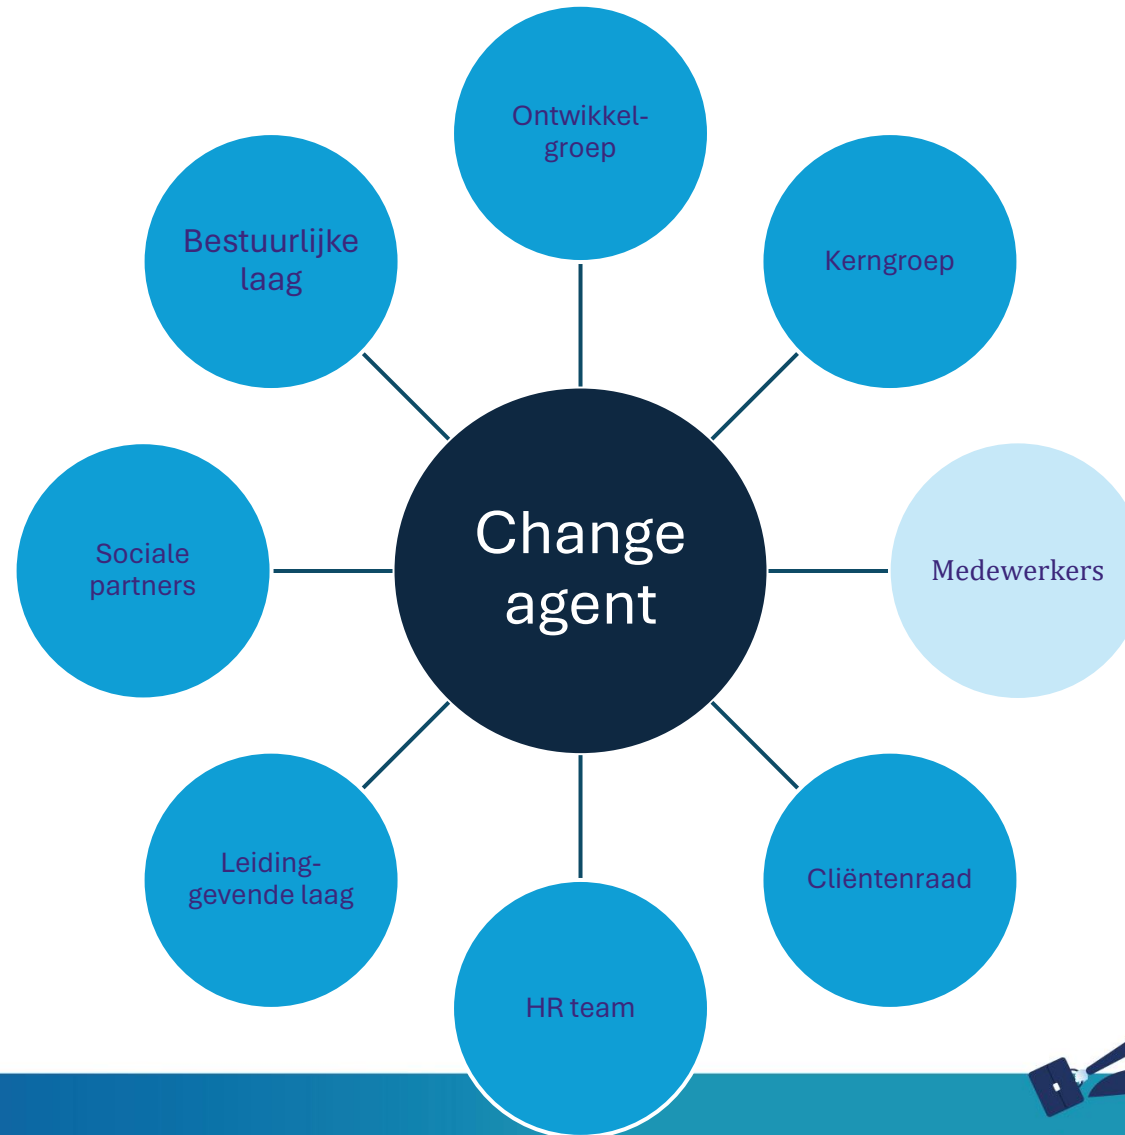 Ontwikkel-
groep
Bestuurlijke
laag
Kerngroep
Change
agent
Sociale
partners
Medewerkers
Leiding-
gevende laag
Cliëntenraad
HR team